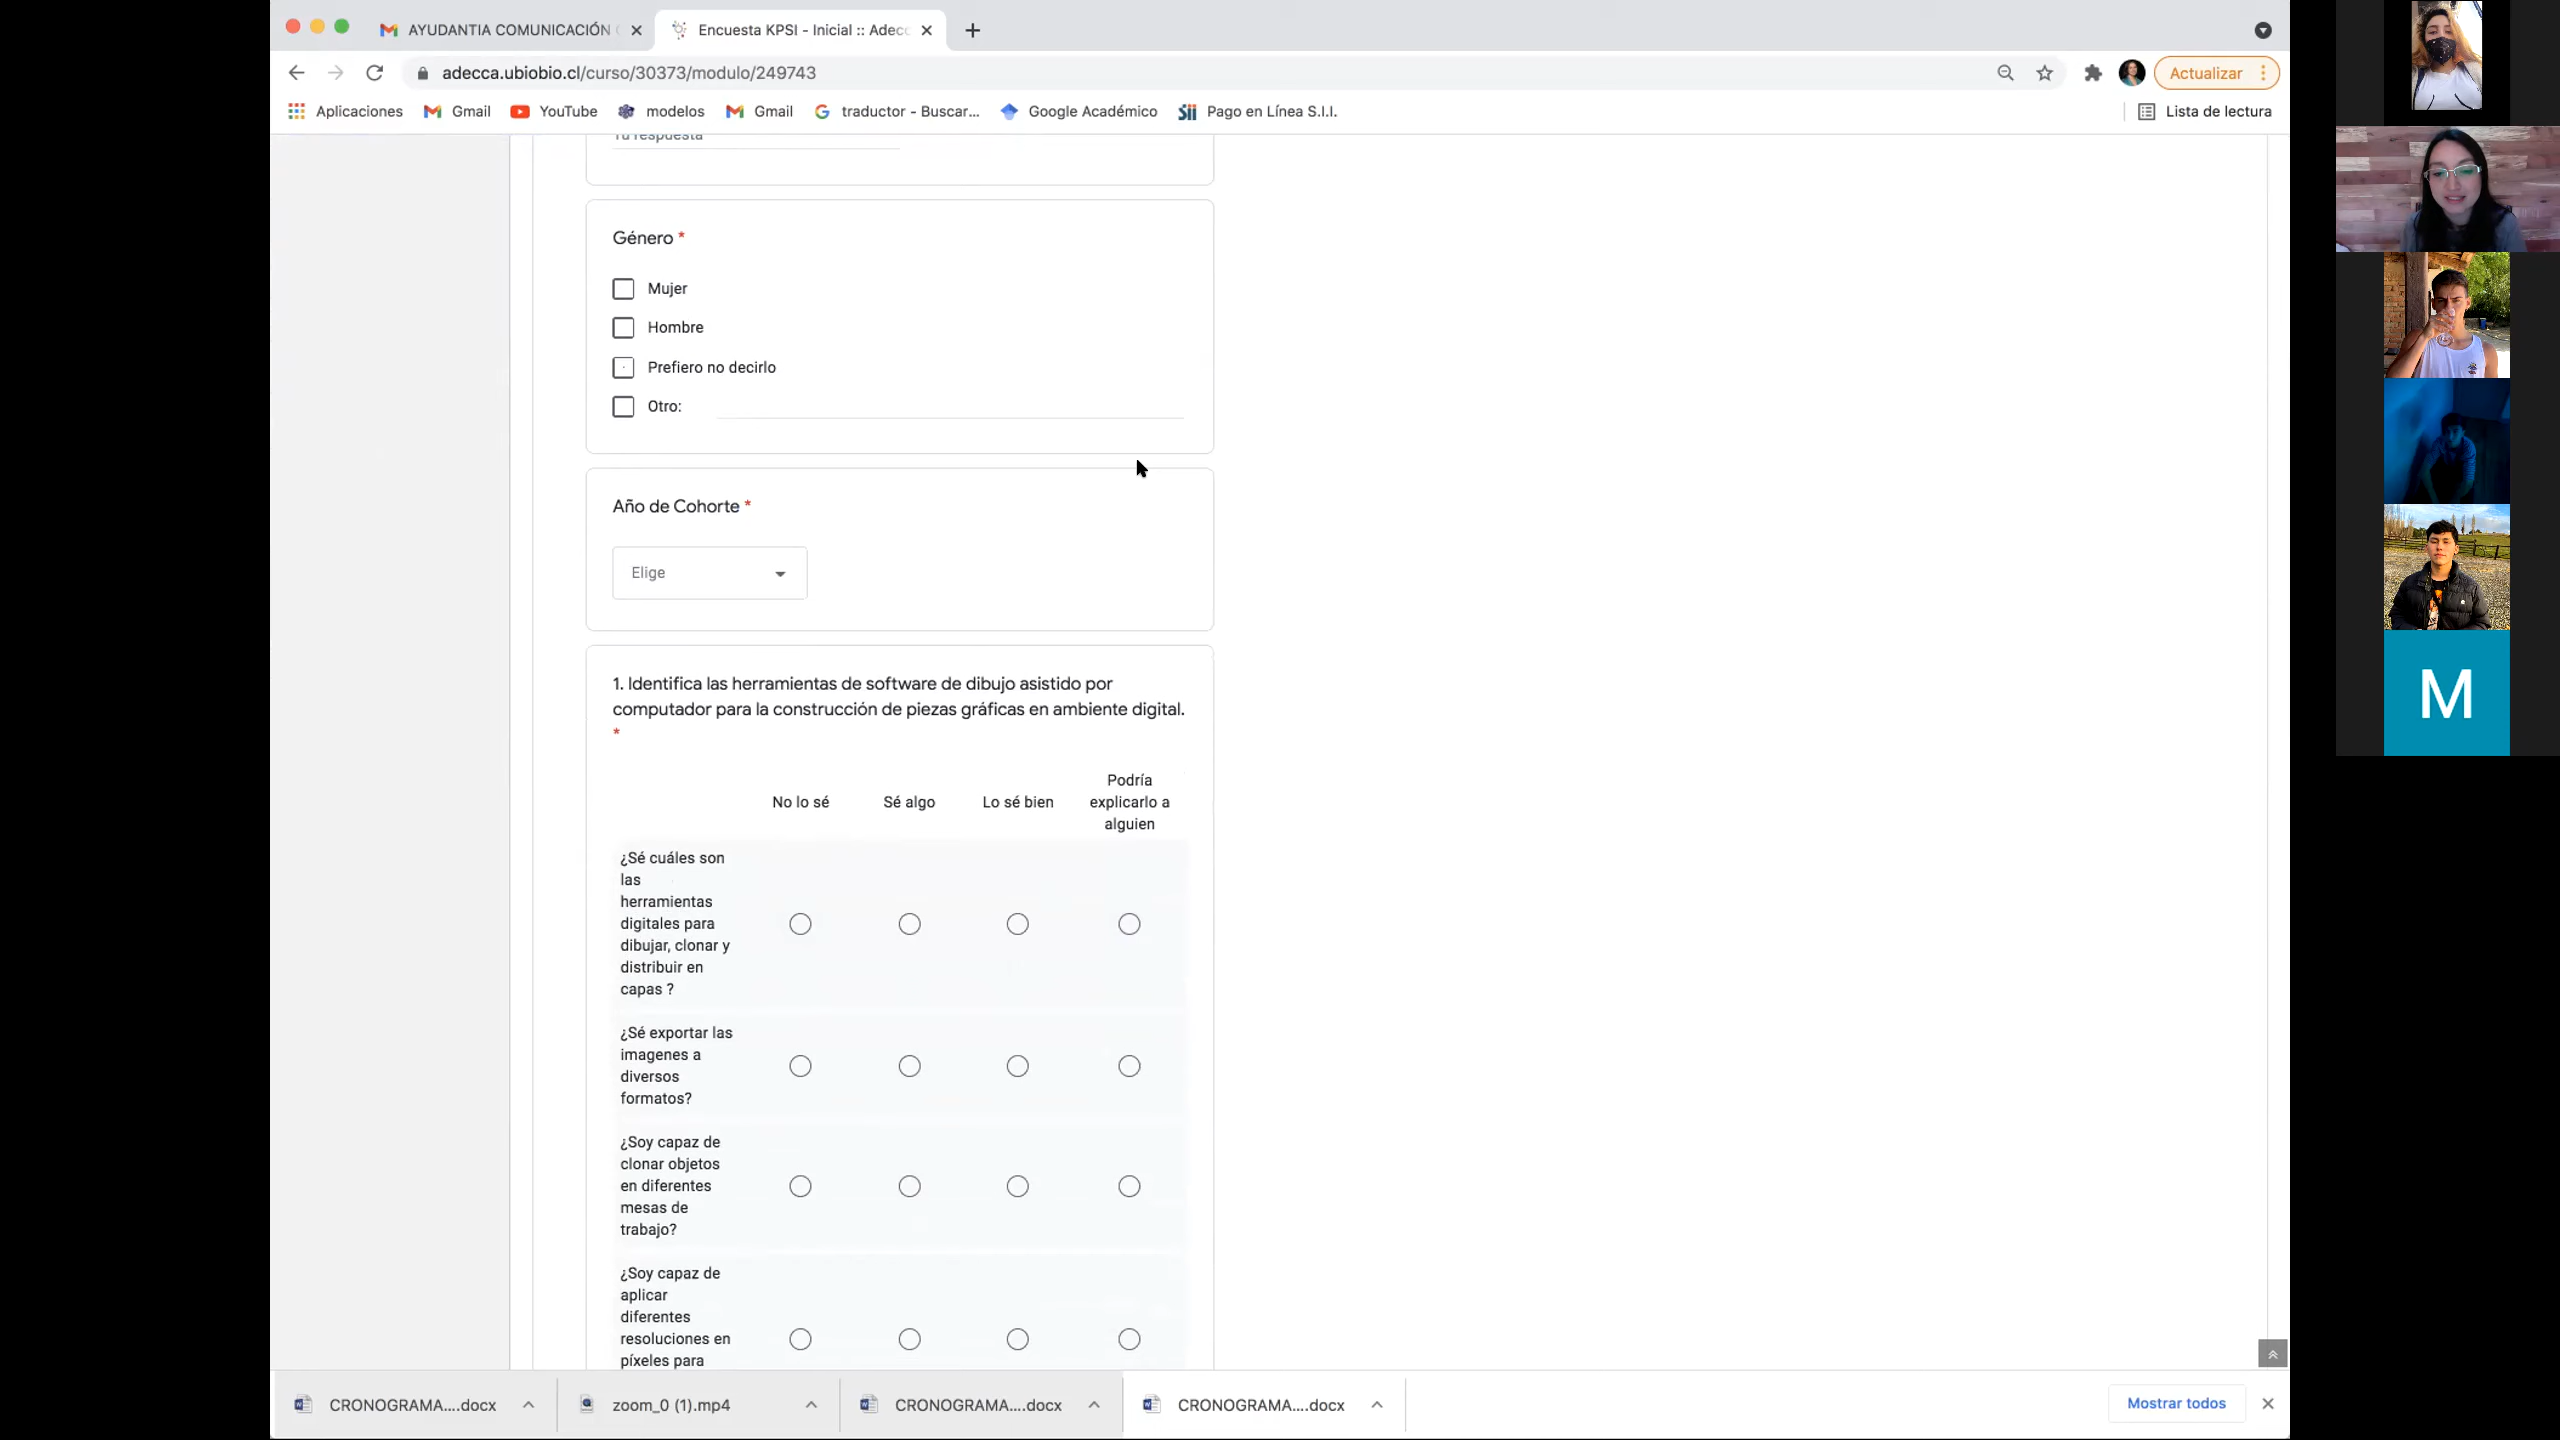 AYUDANTIA COMUNICACIÓN
Encuesta KPSI - Inicial :: Adecc
adecca.ubiobio.cl/curso/30373/modulo/249743
Actualizar
Aplicaciones
Gmail
YouTube
modelos
Gmail
traductor - Buscar...
Google Académico
Pago en Línea S.I.I.
Lista de lectura
Tu respuesta
Género *
Mujer
Hombre
Prefiero no decirlo
Otro:
Año de Cohorte *
Elige
1. Identifica las herramientas de software de dibujo asistido por
computador para la construcción de piezas gráficas en ambiente digital.
*
No lo sé
Sé algo
Lo sé bien
Podría
explicarlo a
alguien
¿Sé cuáles son
las
herramientas
digitales para
dibujar, clonar y
distribuir en
capas ?
¿Sé exportar las
imagenes a
diversos
formatos?
¿Soy capaz de
clonar objetos
en diferentes
mesas de
trabajo?
¿Soy capaz de
aplicar
diferentes
resoluciones en
píxeles para
CRONOGRAMA....docx
zoom_0 (1).mp4
CRONOGRAMA....docx
CRONOGRAMA....docx
Mostrar todos
M